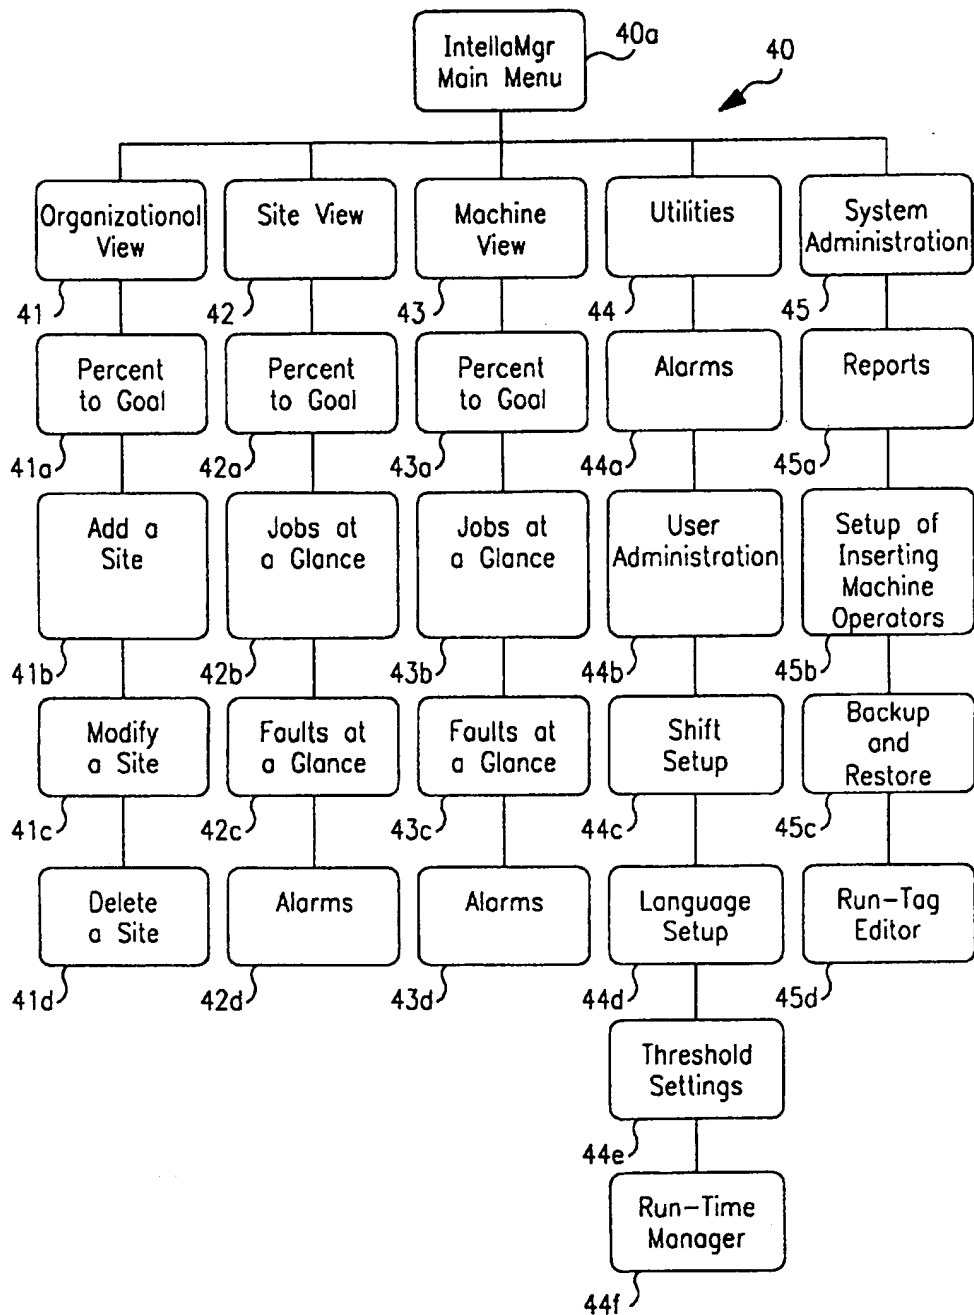 IntellaMgr
Main Menu
40a
40
Organizational
View
41
Site View
42
Machine
View
43
Utilities
44
System
Administration
45
Percent
to Goal
41a
Percent
to Goal
42a
Percent
to Goal
43a
Alarms
44a
Reports
45a
Add a
Site
41b
Jobs at
a Glance
42b
Jobs at
a Glance
43b
User
Administration
44b
Setup of
Inserting
Machine
Operators
45b
Modify
a Site
41c
Faults at
a Glance
42c
Faults at
a Glance
43c
Shift
Setup
44c
Backup
and
Restore
45c
Delete
a Site
41d
Alarms
42d
Alarms
43d
Language
Setup
44d
Run-Tag
Editor
45d
Threshold
Settings
44e
Run-Time
Manager
44f